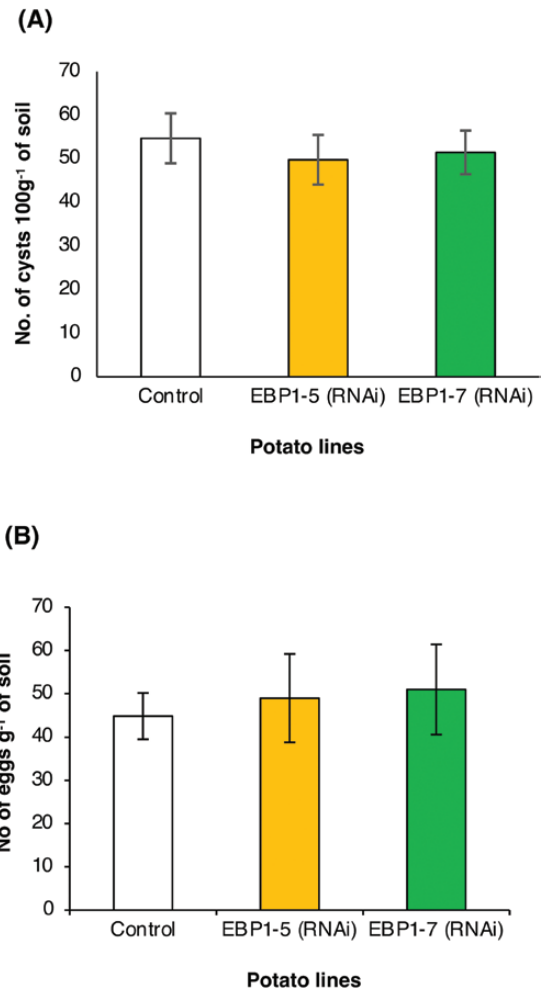 (A)
No. of cysts 100g⁻¹ of soil
70
60
50
40
30
20
10
0
Control EBP1-5 (RNAi) EBP1-7 (RNAi)
Potato lines
(B)
No of eggs g⁻¹ of soil
70
60
50
40
30
20
10
0
Control EBP1-5 (RNAi) EBP1-7 (RNAi)
Potato lines